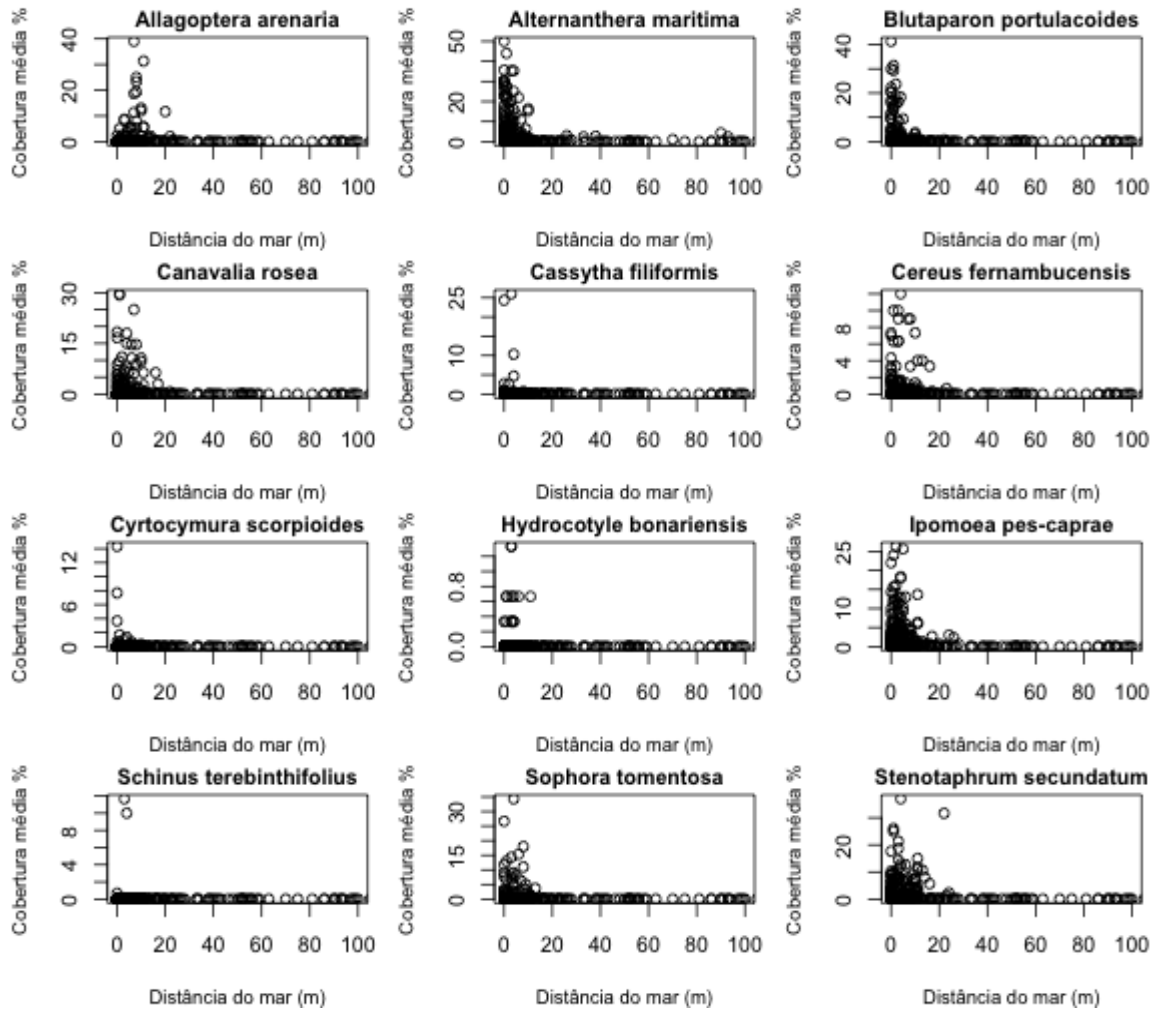 Allagoptera arenaria
Cobertura média %
0 20 40
0 20 40 60 80 100
Distância do mar (m)
Alternanthera maritima
Cobertura média %
0 20 50
0 20 40 60 80 100
Distância do mar (m)
Blutaparon portulacoides
Cobertura média %
0 20 40
0 20 40 60 80 100
Distância do mar (m)
Canavalia rosea
Cobertura média %
0 15 30
0 20 40 60 80 100
Distância do mar (m)
Cassytha filiformis
Cobertura média %
0 10 25
0 20 40 60 80 100
Distância do mar (m)
Cereus fernambucensis
Cobertura média %
0 4 8
0 20 40 60 80 100
Distância do mar (m)
Cyrtocymura scorpioides
Cobertura média %
0 6 12
0 20 40 60 80 100
Distância do mar (m)
Hydrocotyle bonariensis
Cobertura média %
0.0 0.8
0 20 40 60 80 100
Distância do mar (m)
Ipomoea pes-caprae
Cobertura média %
0 10 25
0 20 40 60 80 100
Distância do mar (m)
Schinus terebinthifolius
Cobertura média %
0 4 8
0 20 40 60 80 100
Distância do mar (m)
Sophora tomentosa
Cobertura média %
0 15 30
0 20 40 60 80 100
Distância do mar (m)
Stenotaphrum secundatum
Cobertura média %
0 20
0 20 40 60 80 100
Distância do mar (m)